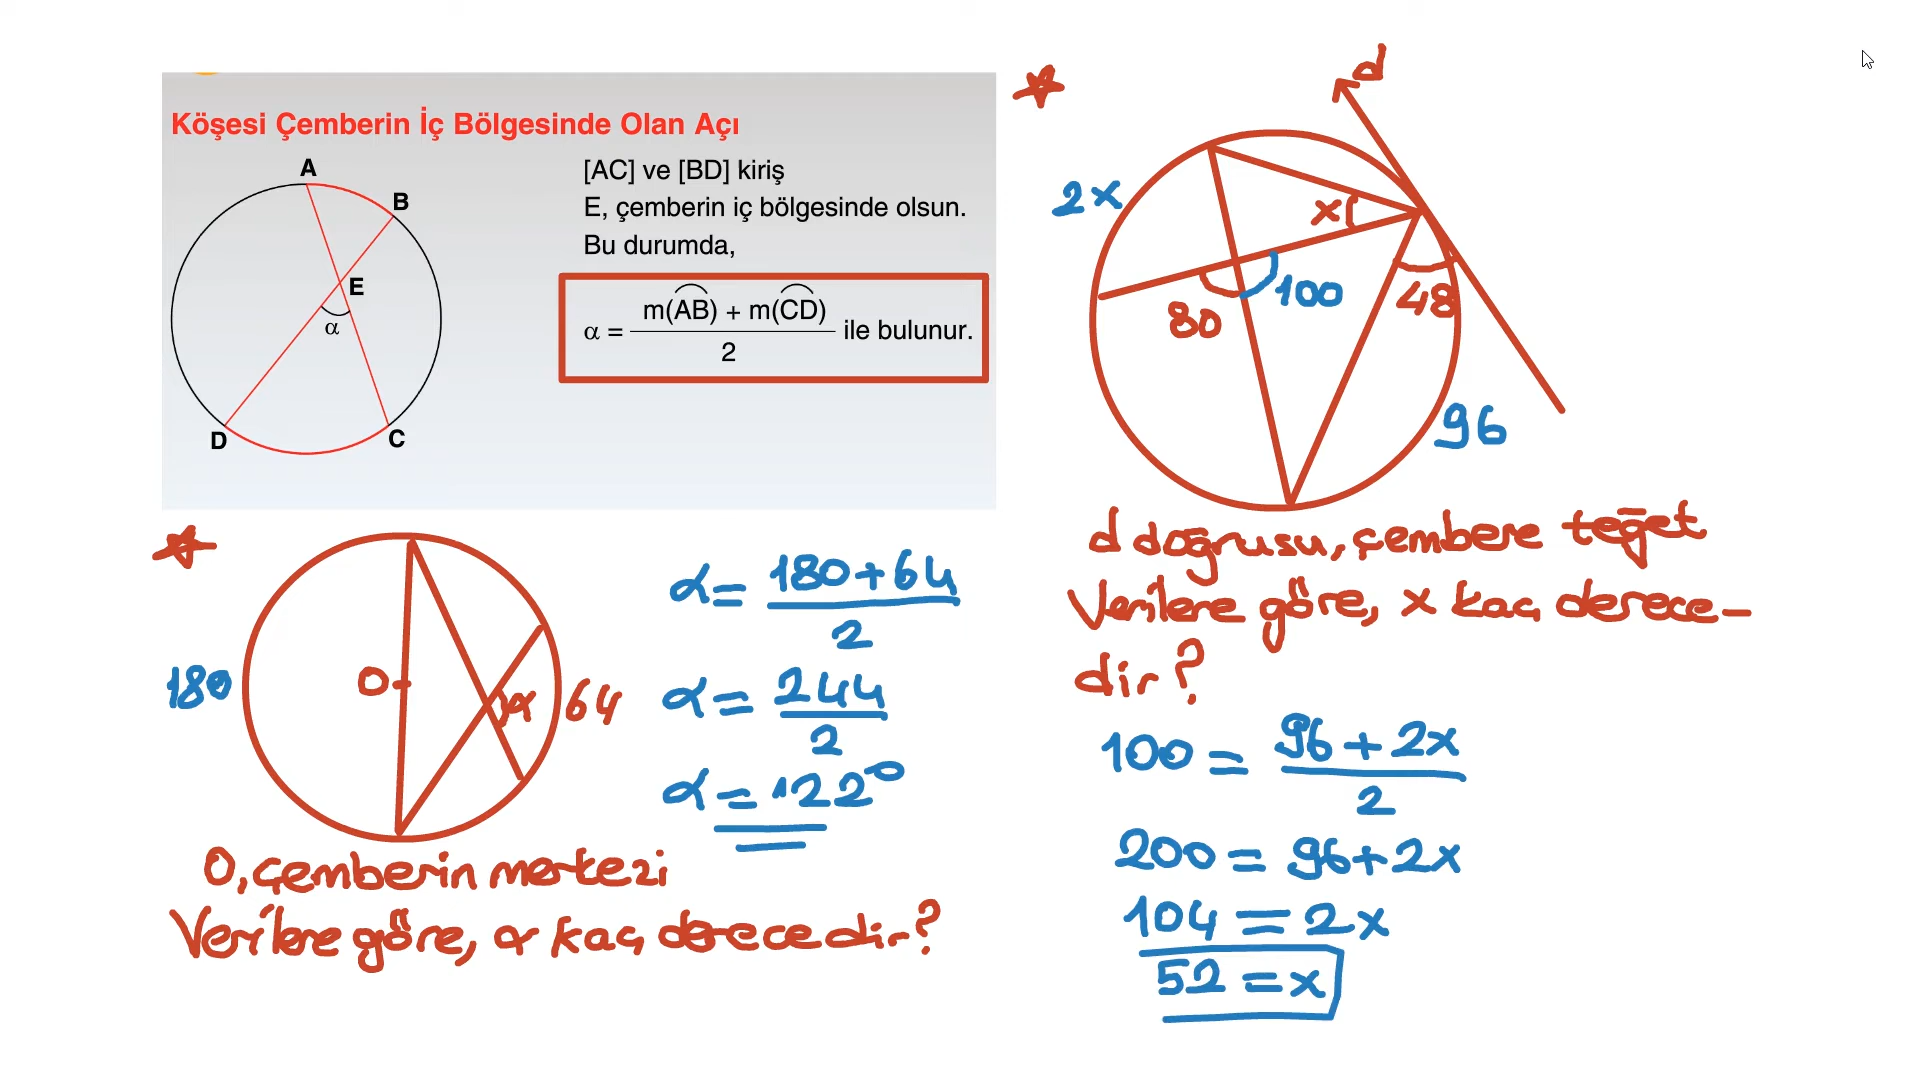 Köşesi Çemberin İç Bölgesinde Olan Açı
A
B
E
α
D
C
[AC] ve [BD] kiriş
E, çemberin iç bölgesinde olsun.
Bu durumda,
α = m(AB) + m(CD) / 2 ile bulunur.
180
O
α
64
O, çemberin merkezi
Verilere göre, α kaç derecedir?
α = 180+64 / 2
α = 244 / 2
α = 122°
d
2x
x
80
100
48
96
d doğrusu, çembere teğet
Verilere göre, x kaç derece-
dir?
100 = 96 + 2x / 2
200 = 96+2x
104 = 2x
52 = x